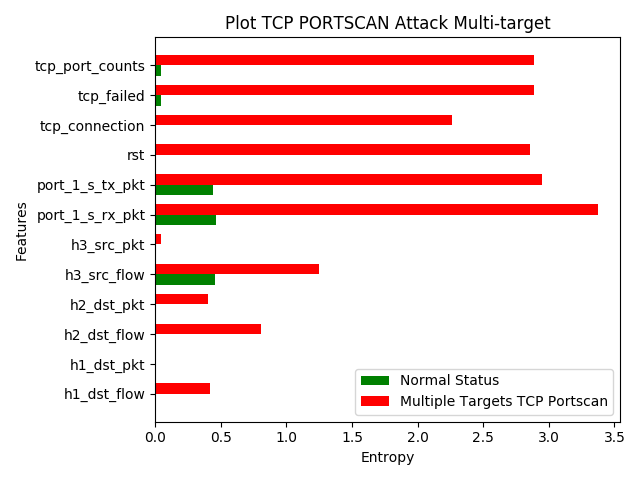 Plot TCP PORTSCAN Attack Multi-target
Features
tcp_port_counts
tcp_failed
tcp_connection
rst
port_1_s_tx_pkt
port_1_s_rx_pkt
h3_src_pkt
h3_src_flow
h2_dst_pkt
h2_dst_flow
h1_dst_pkt
h1_dst_flow
Normal Status
Multiple Targets TCP Portscan
0.0 0.5 1.0 1.5 2.0 2.5 3.0 3.5
Entropy